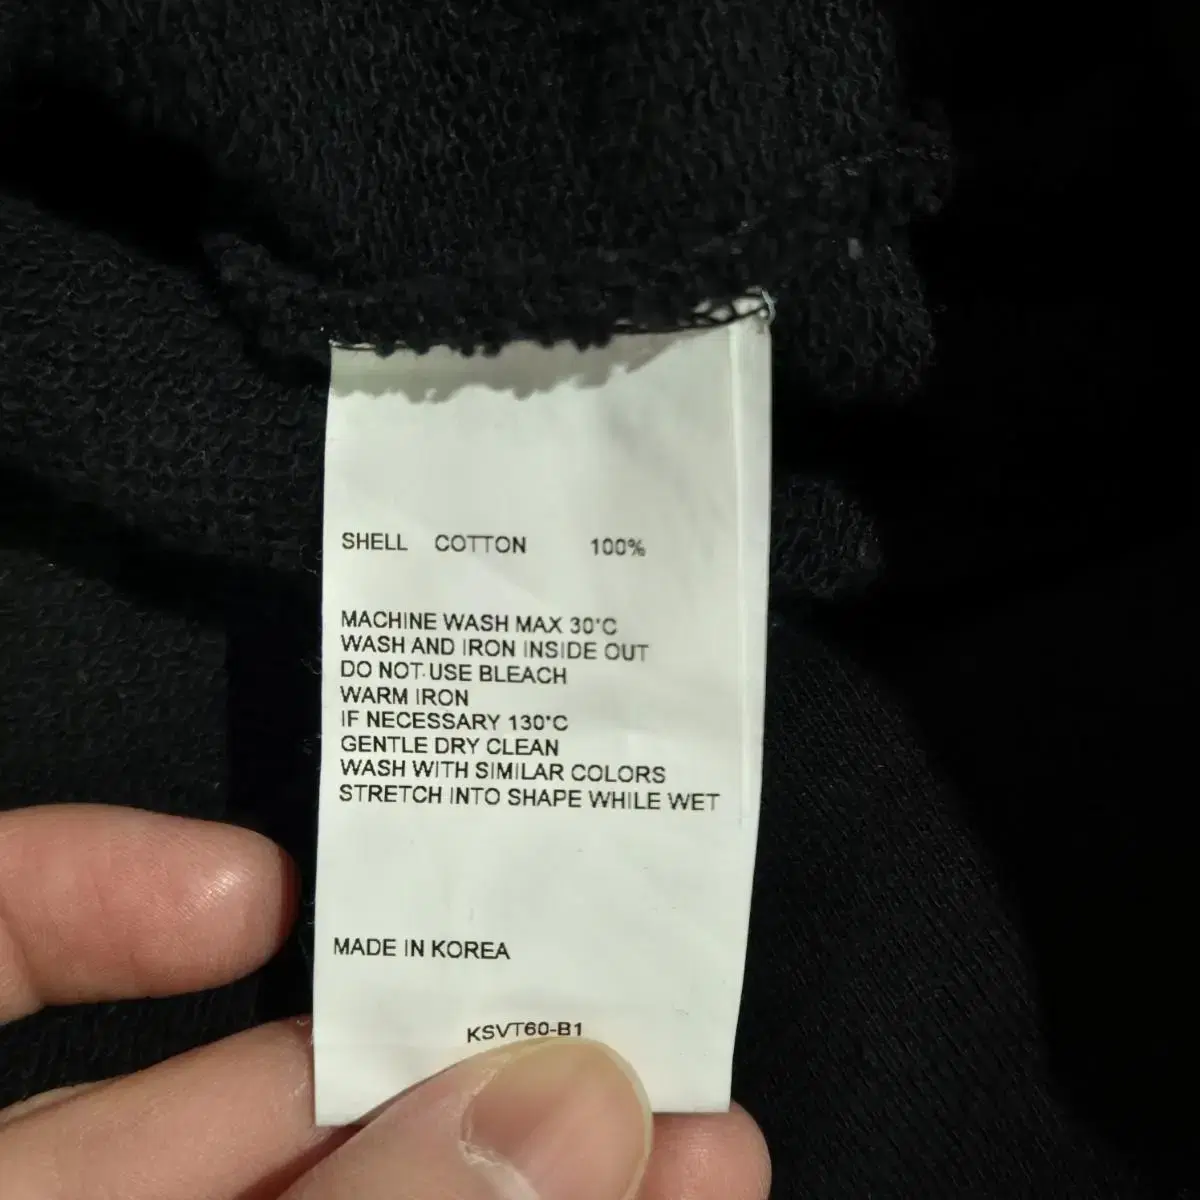 SHELL COTTON 100%
MACHINE WASH MAX 30°C
WASH AND IRON INSIDE OUT
DO NOT USE BLEACH
WARM IRON
IF NECESSARY 130°C
GENTLE DRY CLEAN
WASH WITH SIMILAR COLORS
STRETCH INTO SHAPE WHILE WET
MADE IN KOREA
KSVT60-B1